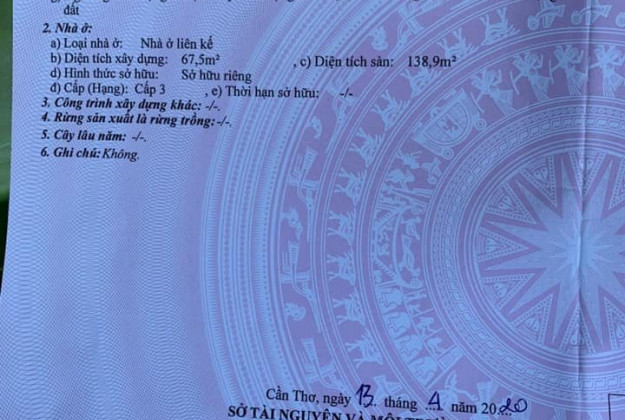 đất
2. Nhà ở:
a) Loại nhà ở: Nhà ở liên kế
b) Diện tích xây dựng: 67,5m² , c) Diện tích sàn: 138,9m²
d) Hình thức sở hữu: Sở hữu riêng
đ) Cấp (Hạng): Cấp 3 , e) Thời hạn sở hữu: -/-
3. Công trình xây dựng khác: -/-.
4. Rừng sản xuất là rừng trồng: -/-.
5. Cây lâu năm: -/-.
6. Ghi chú: Không.
Cần Thơ, ngày 13. tháng 4 năm 2020
SỞ TÀI NGUYÊN VÀ MÔI